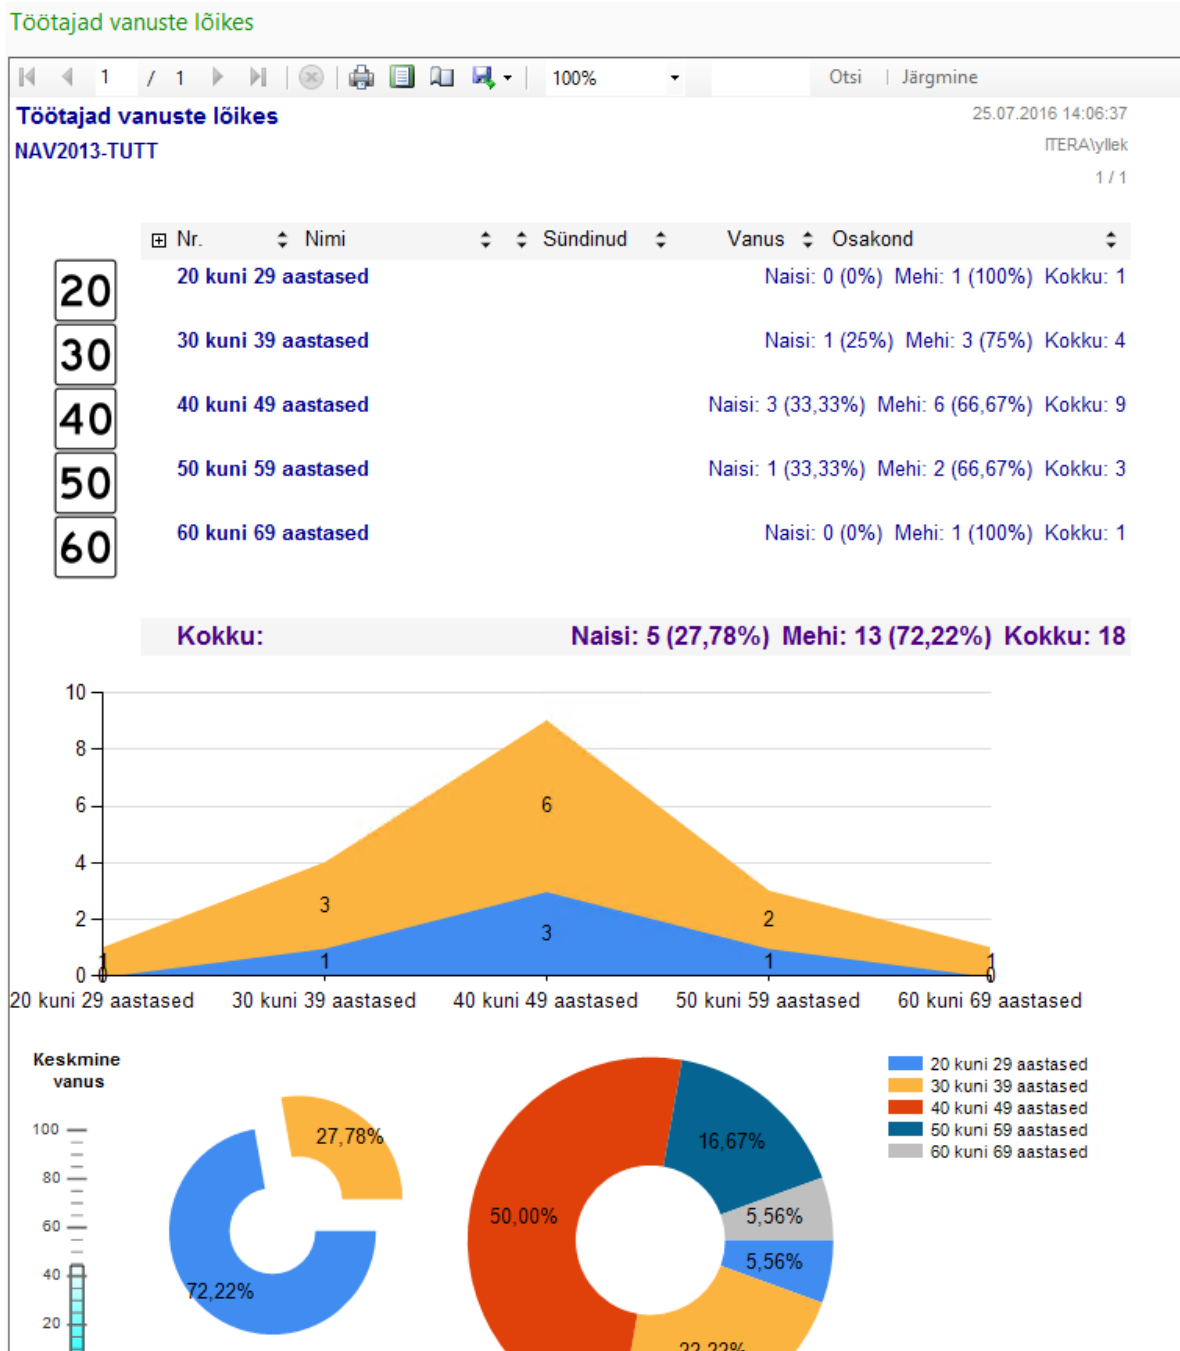 Töötajad vanuste lõikes
1 / 1 100% Otsi Järgmine
Töötajad vanuste lõikes 25.07.2016 14:06:37
NAV2013-TUTT ITERA\yllek
1 / 1
Nr. Nimi Sündinud Vanus Osakond
20 20 kuni 29 aastased Naisi: 0 (0%) Mehi: 1 (100%) Kokku: 1
30 30 kuni 39 aastased Naisi: 1 (25%) Mehi: 3 (75%) Kokku: 4
40 40 kuni 49 aastased Naisi: 3 (33,33%) Mehi: 6 (66,67%) Kokku: 9
50 50 kuni 59 aastased Naisi: 1 (33,33%) Mehi: 2 (66,67%) Kokku: 3
60 60 kuni 69 aastased Naisi: 0 (0%) Mehi: 1 (100%) Kokku: 1
Kokku: Naisi: 5 (27,78%) Mehi: 13 (72,22%) Kokku: 18
10
8
6 6
4
3
2 2
3
1 1 1 1
0 0 0
20 kuni 29 aastased 30 kuni 39 aastased 40 kuni 49 aastased 50 kuni 59 aastased 60 kuni 69 aastased
Keskmine
vanus
100
80
60
40
20
27,78%
72,22%
16,67%
50,00%
5,56%
5,56%
22,22%
20 kuni 29 aastased
30 kuni 39 aastased
40 kuni 49 aastased
50 kuni 59 aastased
60 kuni 69 aastased